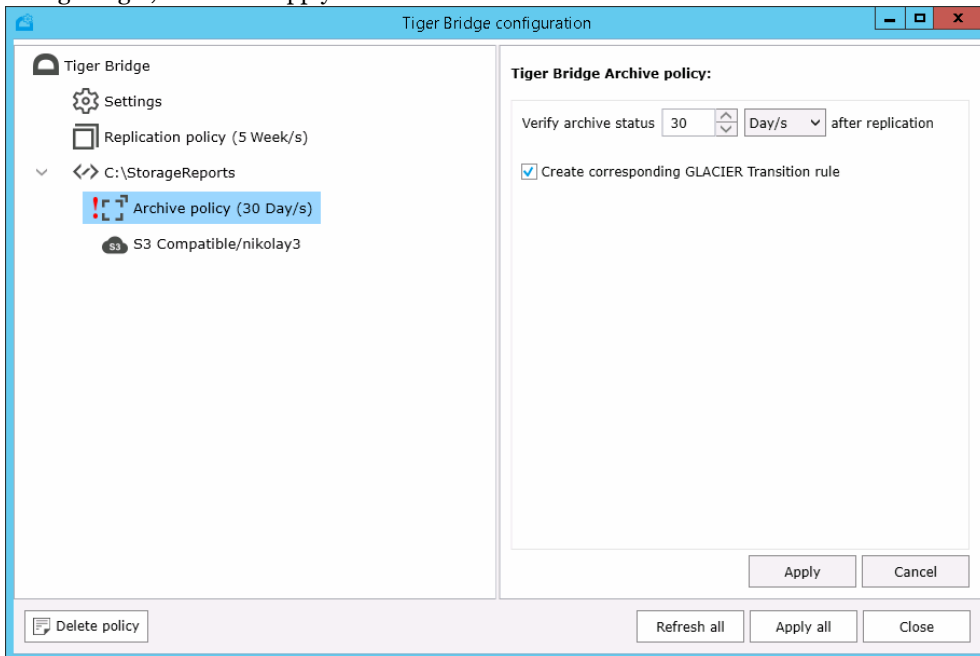 Tiger Bridge configuration
Tiger Bridge
Settings
Replication policy (5 Week/s)
C:\StorageReports
! Archive policy (30 Day/s)
S3 S3 Compatible/nikolay3
Tiger Bridge Archive policy:
Verify archive status 30 Day/s after replication
Create corresponding GLACIER Transition rule
Apply Cancel
Delete policy Refresh all Apply all Close